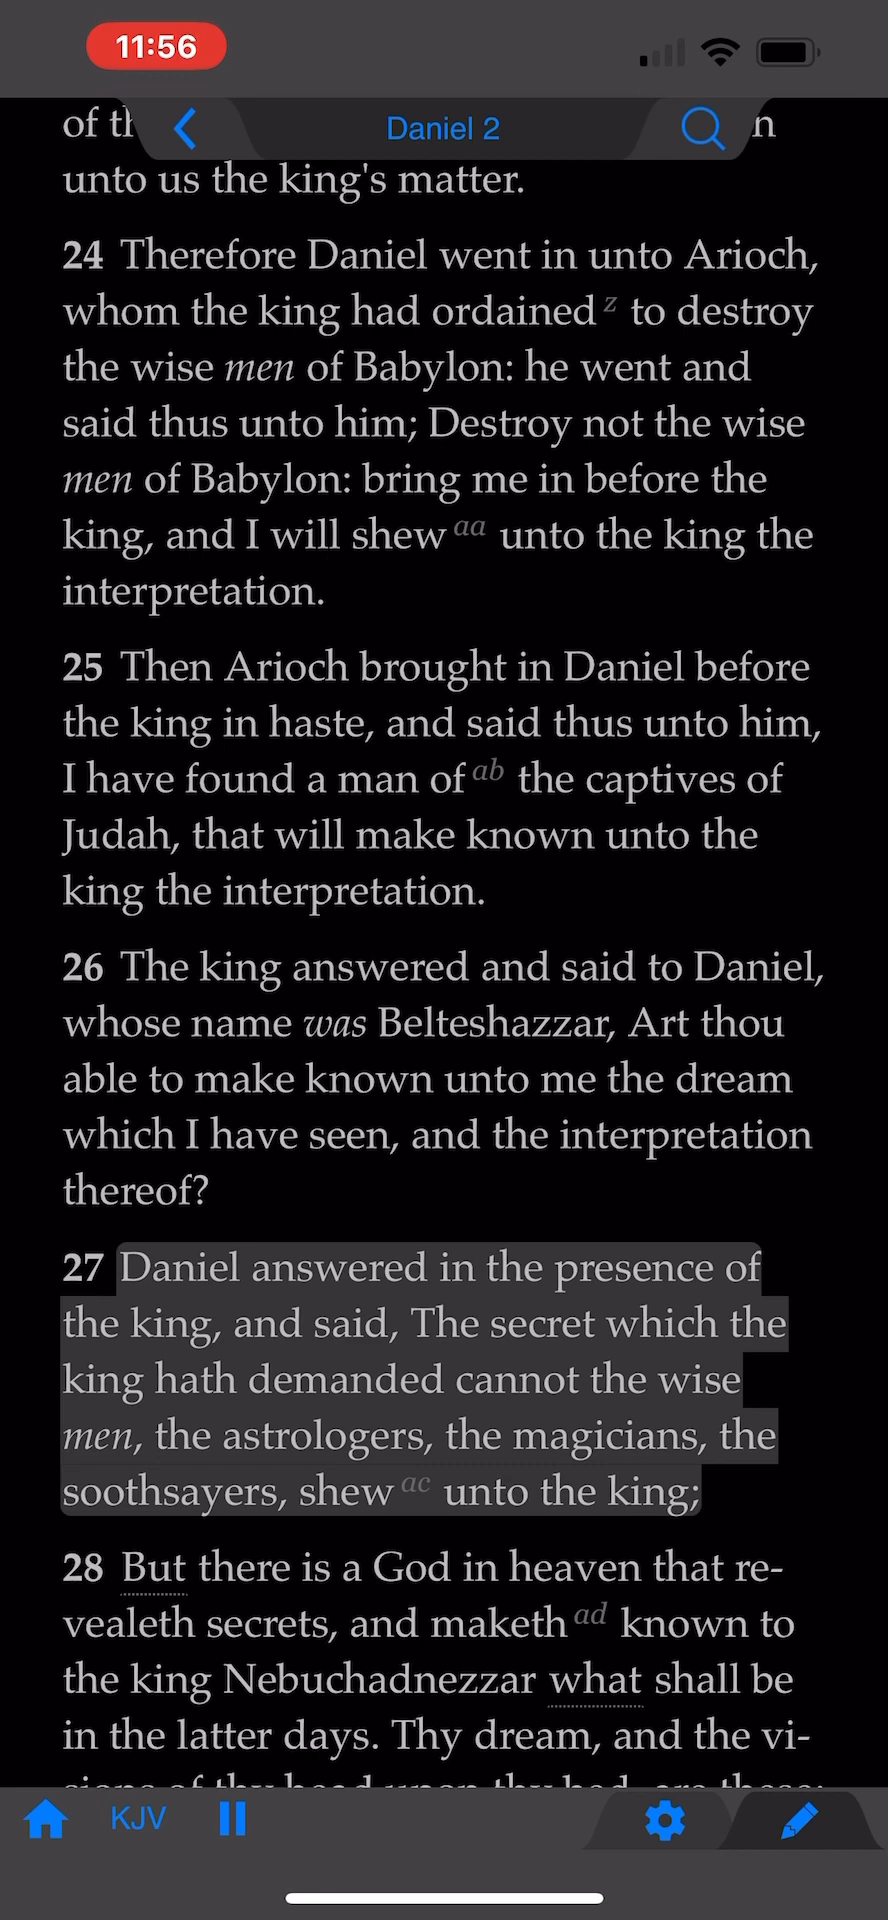 11:56
of th
Daniel 2
n
unto us the king's matter.
24 Therefore Daniel went in unto Arioch,
whom the king had ordained z to destroy
the wise men of Babylon: he went and
said thus unto him; Destroy not the wise
men of Babylon: bring me in before the
king, and I will shew aa unto the king the
interpretation.
25 Then Arioch brought in Daniel before
the king in haste, and said thus unto him,
I have found a man of ab the captives of
Judah, that will make known unto the
king the interpretation.
26 The king answered and said to Daniel,
whose name was Belteshazzar, Art thou
able to make known unto me the dream
which I have seen, and the interpretation
thereof?
27 Daniel answered in the presence of
the king, and said, The secret which the
king hath demanded cannot the wise
men, the astrologers, the magicians, the
soothsayers, shew ac unto the king;
28 But there is a God in heaven that re-
vealeth secrets, and maketh ad known to
the king Nebuchadnezzar what shall be
in the latter days. Thy dream, and the vi-
sions of thy head upon thy bed, are these;
KJV